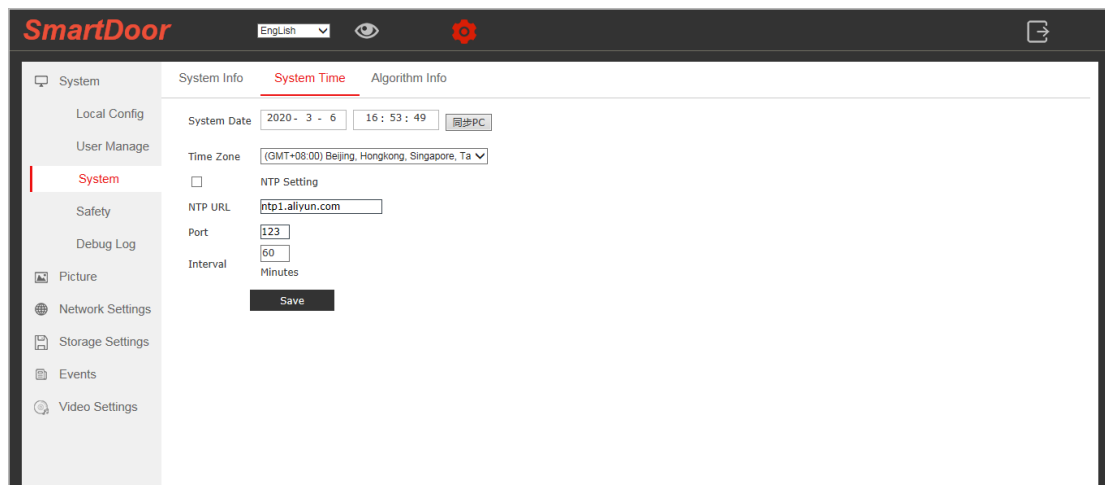 SmartDoor
EngLish
System
Local Config
User Manage
System
Safety
Debug Log
Picture
Network Settings
Storage Settings
Events
Video Settings
System Info System Time Algorithm Info
System Date 2020 - 3 - 6 16 : 53 : 49 同步PC
Time Zone (GMT+08:00) Beijing, Hongkong, Singapore, Ta
NTP Setting
NTP URL ntp1.aliyun.com
Port 123
Interval 60
Minutes
Save